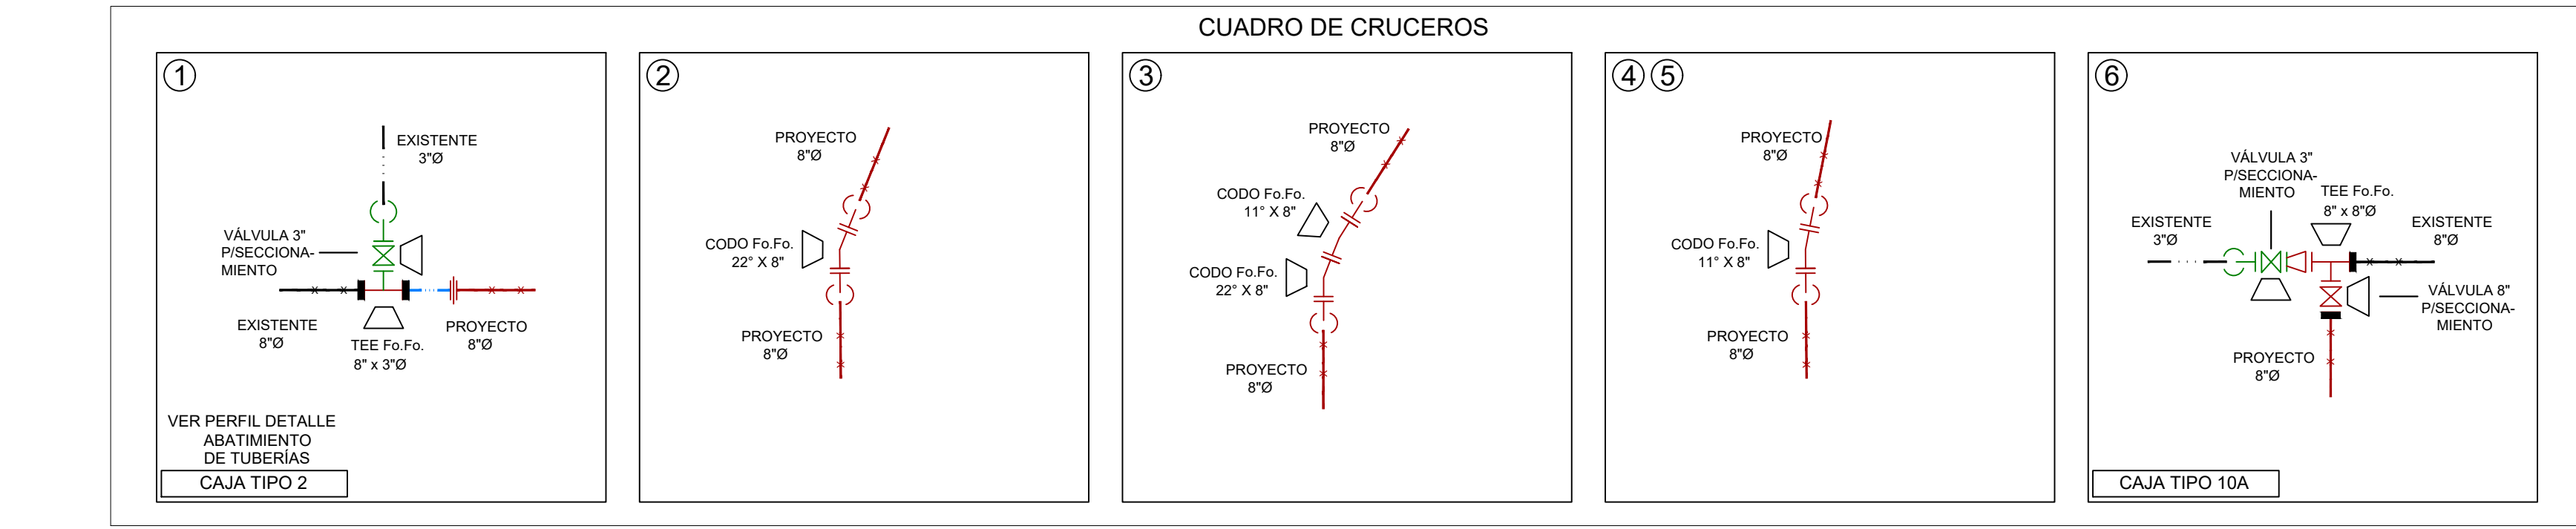 CUADRO DE CRUCEROS
1
EXISTENTE
3"Ø
VÁLVULA 3"
P/SECCIONA-
MIENTO
EXISTENTE
8"Ø
TEE Fo.Fo.
8" x 3"Ø
PROYECTO
8"Ø
VER PERFIL DETALLE
ABATIMIENTO
DE TUBERÍAS
CAJA TIPO 2
2
PROYECTO
8"Ø
CODO Fo.Fo.
22° X 8"
PROYECTO
8"Ø
3
PROYECTO
8"Ø
CODO Fo.Fo.
11° X 8"
CODO Fo.Fo.
22° X 8"
PROYECTO
8"Ø
4 5
PROYECTO
8"Ø
CODO Fo.Fo.
11° X 8"
PROYECTO
8"Ø
6
VÁLVULA 3"
P/SECCIONA-
MIENTO
TEE Fo.Fo.
8" x 8"Ø
EXISTENTE
3"Ø
EXISTENTE
8"Ø
VÁLVULA 8"
P/SECCIONA-
MIENTO
PROYECTO
8"Ø
CAJA TIPO 10A